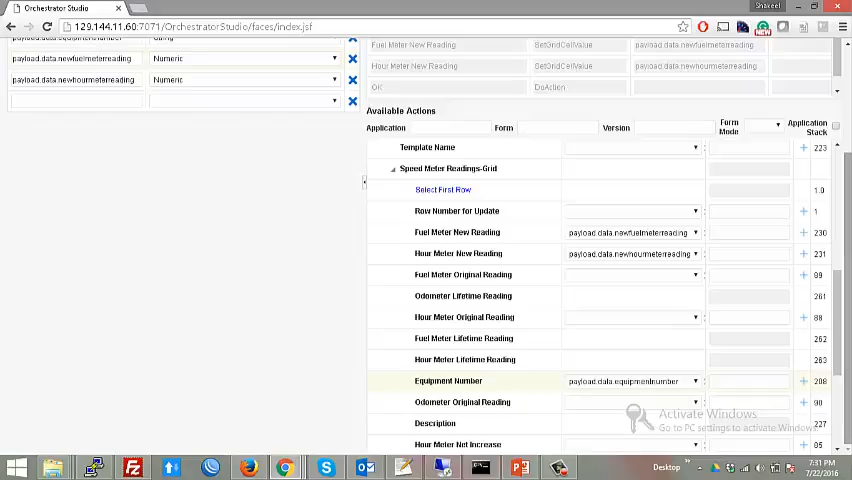 OrchestratorStudio
Shakeel
129.144.11.60:7071/OrchestratorStudio/faces/index.jsf
payload.data.equipmentnumber String
payload.data.newfuelmeterreading Numeric
payload.data.newhourmeterreading Numeric
Fuel Meter New Reading SetGridCellValue payload.data.newfuelmeterreading
Hour Meter New Reading SetGridCellValue payload.data.newhourmeterreading
OK DoAction
Available Actions
Application Form Version Form Mode Application Stack
Template Name 223
Speed Meter Readings-Grid
Select First Row 1.0
Row Number for Update 1
Fuel Meter New Reading payload.data.newfuelmeterreading 230
Hour Meter New Reading payload.data.newhourmeterreading 231
Fuel Meter Original Reading 89
Odometer Lifetime Reading 261
Hour Meter Original Reading 88
Fuel Meter Lifetime Reading 262
Hour Meter Lifetime Reading 263
Equipment Number payload.data.equipmentnumber 208
Odometer Original Reading 90
Description 227
Hour Meter Net Increase 85
Activate Windows
Go to PC settings to activate Windows.
Desktop
7:31 PM
7/22/2016